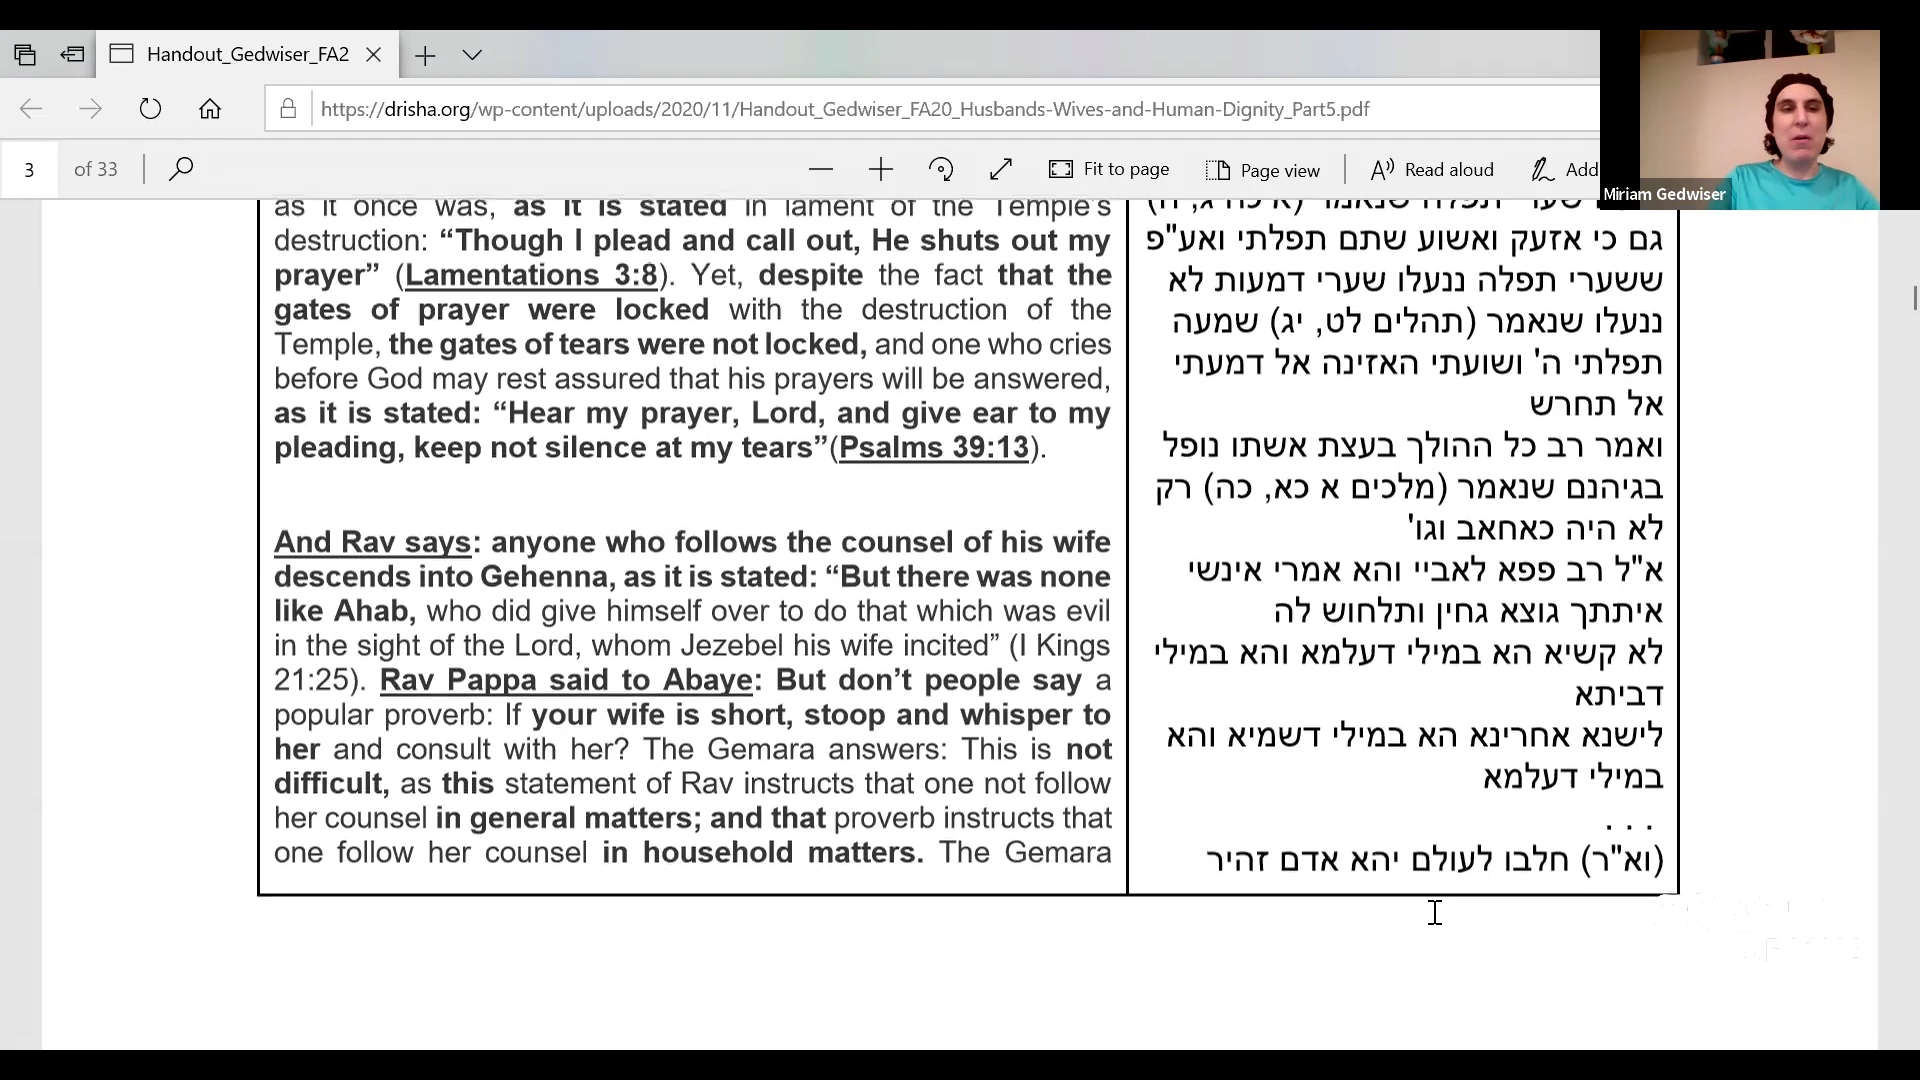 Handout_Gedwiser_FA2
https://drisha.org/wp-content/uploads/2020/11/Handout_Gedwiser_FA20_Husbands-Wives-and-Human-Dignity_Part5.pdf
3 of 33
Fit to page
Page view
Read aloud
Add
Miriam Gedwiser
as it once was, as it is stated in lament of the Temple's
destruction: “Though I plead and call out, He shuts out my
prayer” (Lamentations 3:8). Yet, despite the fact that the
gates of prayer were locked with the destruction of the
Temple, the gates of tears were not locked, and one who cries
before God may rest assured that his prayers will be answered,
as it is stated: “Hear my prayer, Lord, and give ear to my
pleading, keep not silence at my tears”(Psalms 39:13).
And Rav says: anyone who follows the counsel of his wife
descends into Gehenna, as it is stated: “But there was none
like Ahab, who did give himself over to do that which was evil
in the sight of the Lord, whom Jezebel his wife incited” (I Kings
21:25). Rav Pappa said to Abaye: But don’t people say a
popular proverb: If your wife is short, stoop and whisper to
her and consult with her? The Gemara answers: This is not
difficult, as this statement of Rav instructs that one not follow
her counsel in general matters; and that proverb instructs that
one follow her counsel in household matters. The Gemara
שערי תפלה שנאמר (איכה ג, ח)
גם כי אזעק ואשוע שתם תפלתי ואע"פ
ששערי תפלה ננעלו שערי דמעות לא
ננעלו שנאמר (תהלים לט, יג) שמעה
תפלתי ה' ושועתי האזינה אל דמעתי
אל תחרש
ואמר רב כל ההולך בעצת אשתו נופל
בגיהנם שנאמר (מלכים א כא, כה) רק
לא היה כאחאב וגו'
א"ל רב פפא לאביי והא אמרי אינשי
איתתך גוצא גחין ותלחוש לה
לא קשיא הא במילי דעלמא והא במילי
דביתא
לישנא אחרינא הא במילי דשמיא והא
במילי דעלמא
. . .
(וא"ר) חלבו לעולם יהא אדם זהיר